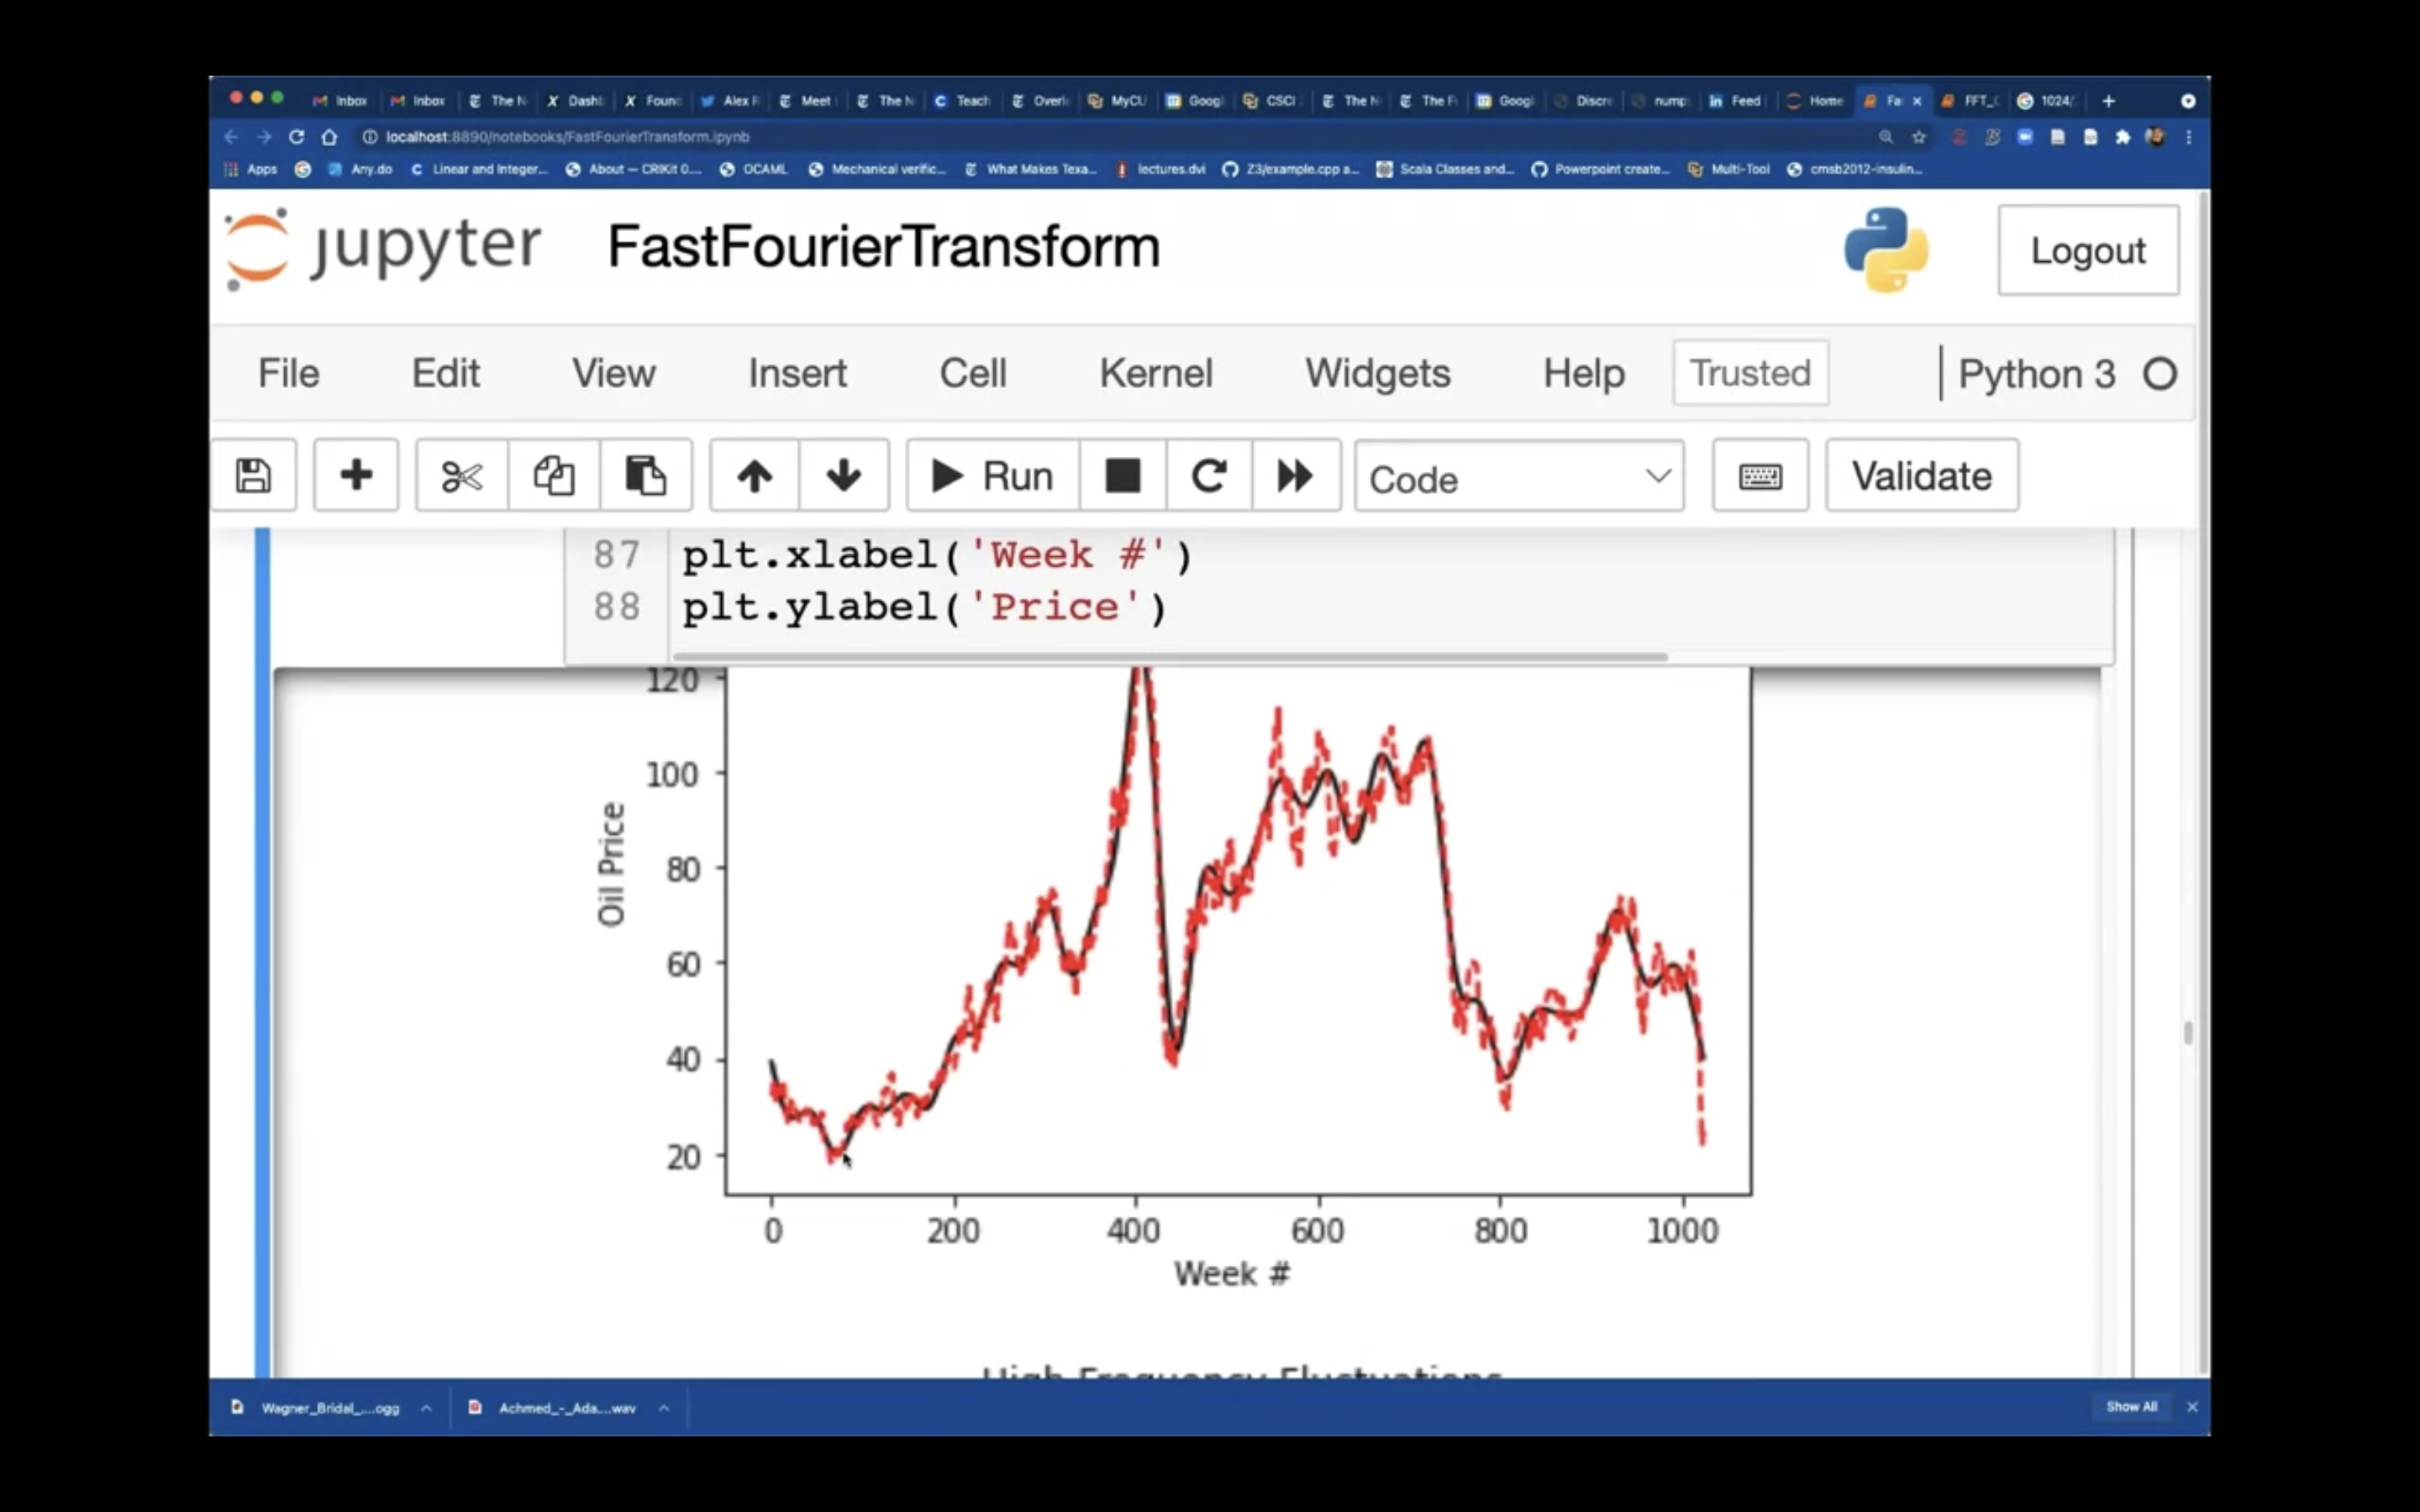 Inbox Inbox The N Dashb Found Alex R Meet The N Teach Overl MyCU Googl CSCI The N The Fi Googl Discre nump Feed Home Fa FFT_C 1024/
localhost:8890/notebooks/FastFourierTransform.ipynb
Apps Any.do Linear and Integer... About — CRIKit 0.... OCAML Mechanical verific... What Makes Texa... lectures.dvi Z3/example.cpp a... Scala Classes and... Powerpoint create... Multi-Tool cmsb2012-insulin...
jupyter FastFourierTransform Logout
File Edit View Insert Cell Kernel Widgets Help Trusted Python 3
Run Code Validate
87 plt.xlabel('Week #')
88 plt.ylabel('Price')
120
100
80
60
40
20
Oil Price
0 200 400 600 800 1000
Week #
High Frequency Fluctuations
Wagner_Bridal_....ogg Achmed_-_Ada....wav Show All